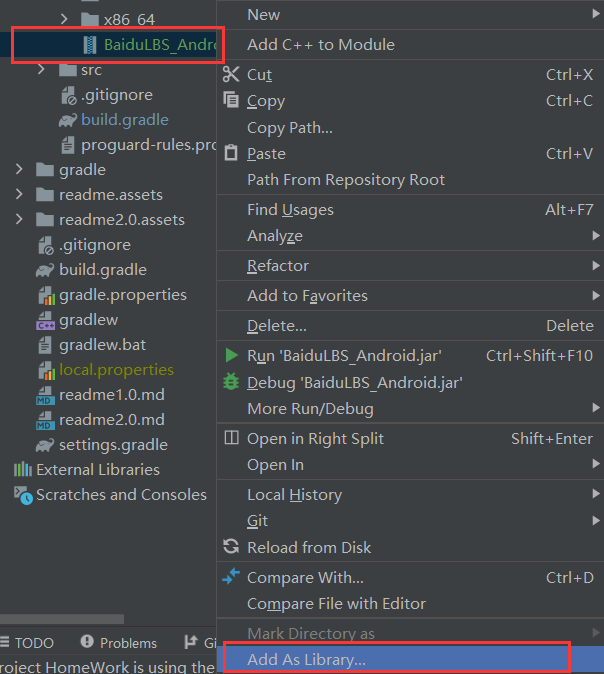 x86_64
BaiduLBS_Andro
src
.gitignore
build.gradle
proguard-rules.pro
gradle
readme.assets
readme2.0.assets
.gitignore
build.gradle
gradle.properties
gradlew
gradlew.bat
local.properties
readme1.0.md
readme2.0.md
settings.gradle
External Libraries
Scratches and Consoles
TODO Problems Gi
roject HomeWork is using the
New
Add C++ to Module
Cut Ctrl+X
Copy Ctrl+C
Copy Path...
Paste Ctrl+V
Path From Repository Root
Find Usages Alt+F7
Analyze
Refactor
Add to Favorites
Delete... Delete
Run 'BaiduLBS_Android.jar' Ctrl+Shift+F10
Debug 'BaiduLBS_Android.jar'
More Run/Debug
Open in Right Split Shift+Enter
Open In
Local History
Git
Reload from Disk
Compare With... Ctrl+D
Compare File with Editor
Mark Directory as
Add As Library...